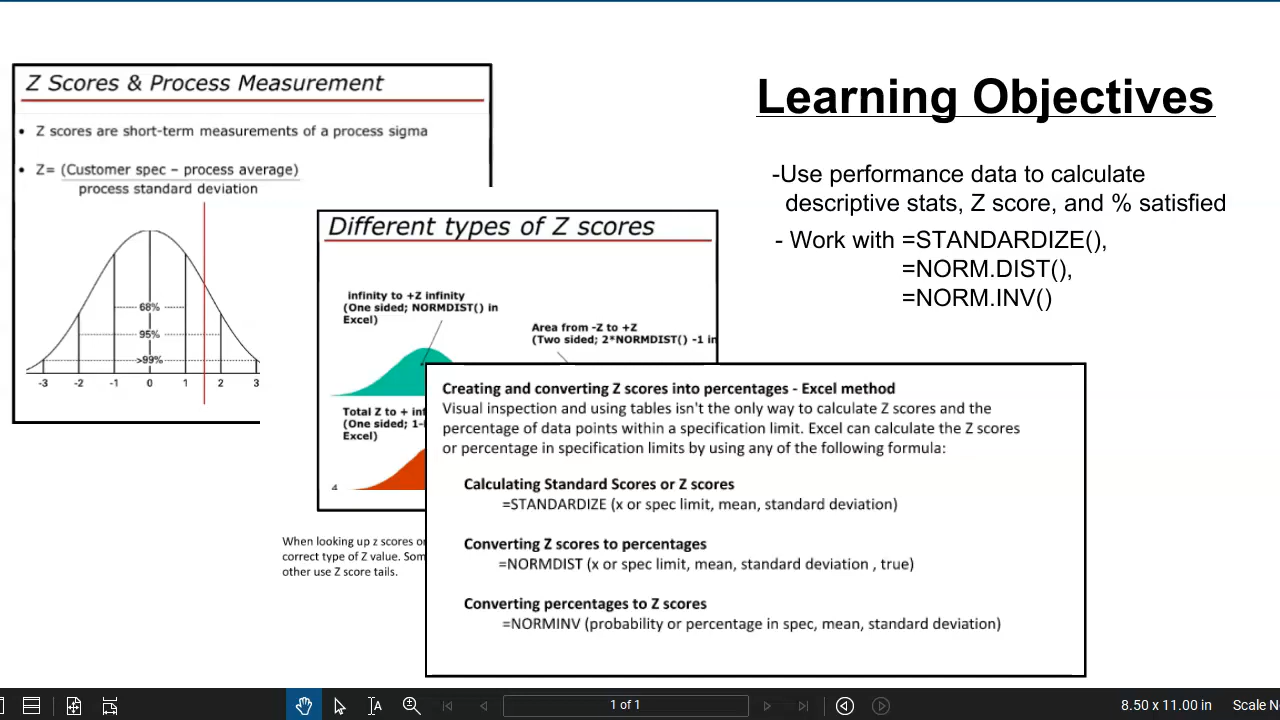 Z Scores & Process Measurement
• Z scores are short-term measurements of a process sigma
• Z= (Customer spec – process average)
process standard deviation
68%
95%
>99%
-3 -2 -1 0 1 2 3
Different types of Z scores
infinity to +Z infinity
(One sided; NORMDIST() in
Excel)
Area from -Z to +Z
(Two sided; 2*NORMDIST() -1 in
Total Z to + inf
(One sided; 1-
Excel)
4
When looking up z scores or
correct type of Z value. Som
other use Z score tails.
Creating and converting Z scores into percentages - Excel method
Visual inspection and using tables isn't the only way to calculate Z scores and the
percentage of data points within a specification limit. Excel can calculate the Z scores
or percentage in specification limits by using any of the following formula:
Calculating Standard Scores or Z scores
=STANDARDIZE (x or spec limit, mean, standard deviation)
Converting Z scores to percentages
=NORMDIST (x or spec limit, mean, standard deviation , true)
Converting percentages to Z scores
=NORMINV (probability or percentage in spec, mean, standard deviation)
Learning Objectives
-Use performance data to calculate
descriptive stats, Z score, and % satisfied
- Work with =STANDARDIZE(),
=NORM.DIST(),
=NORM.INV()
1 of 1
8.50 x 11.00 in
Scale N